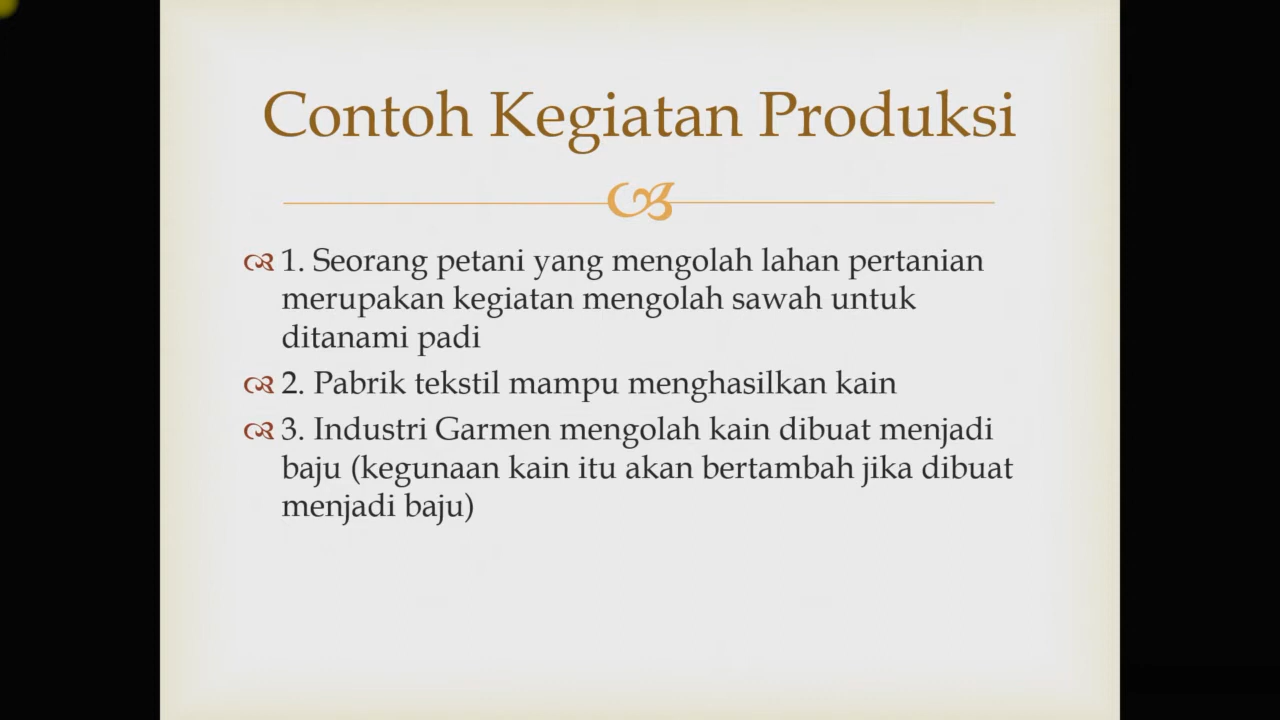 Contoh Kegiatan Produksi
1. Seorang petani yang mengolah lahan pertanian
merupakan kegiatan mengolah sawah untuk
ditanami padi
2. Pabrik tekstil mampu menghasilkan kain
3. Industri Garmen mengolah kain dibuat menjadi
baju (kegunaan kain itu akan bertambah jika dibuat
menjadi baju)